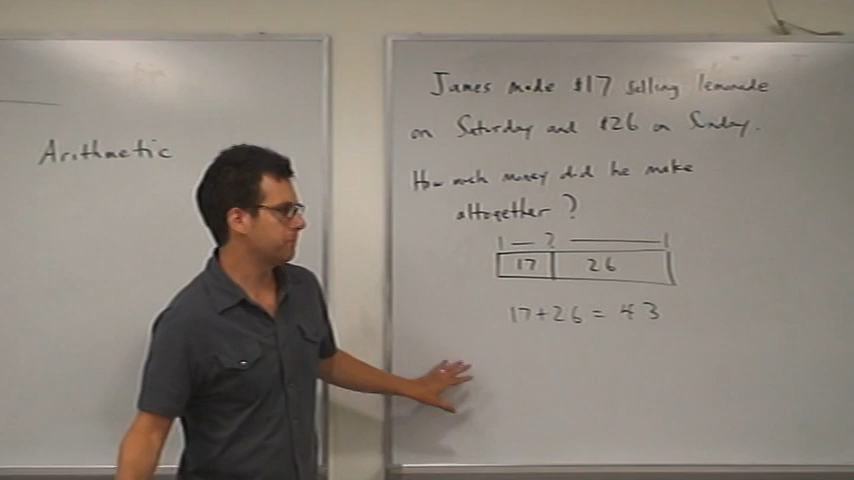 Arithmetic
James made $17 selling lemonade
on Saturday and $26 on Sunday.
How much money did he make
altogether?
?
17 26
17+26 = 43